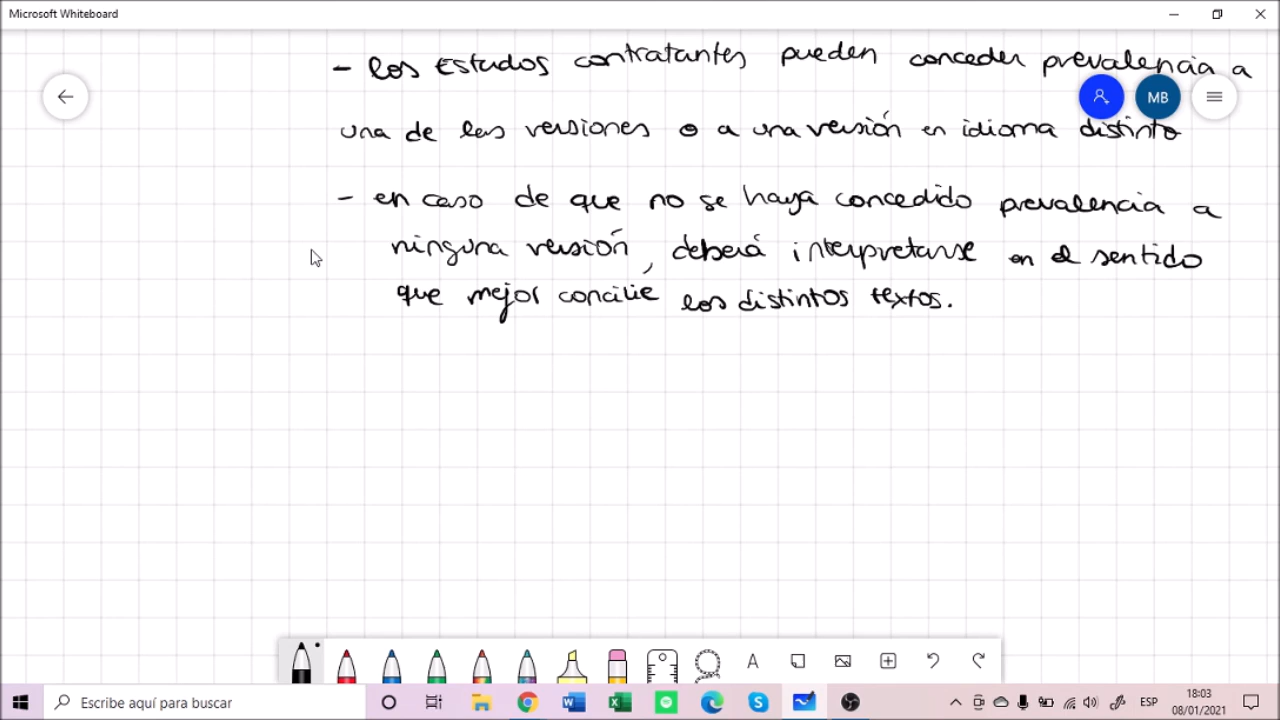 Microsoft Whiteboard
- los Estados contratantes pueden conceder prevalencia a
MB
una de las versiones o a una versión en idioma distinto
- en caso de que no se haya concedido prevalencia a
ninguna versión, deberá interpretarse en el sentido
que mejor concilie los distintos textos.
Escribe aquí para buscar
ESP
18:03
08/01/2021